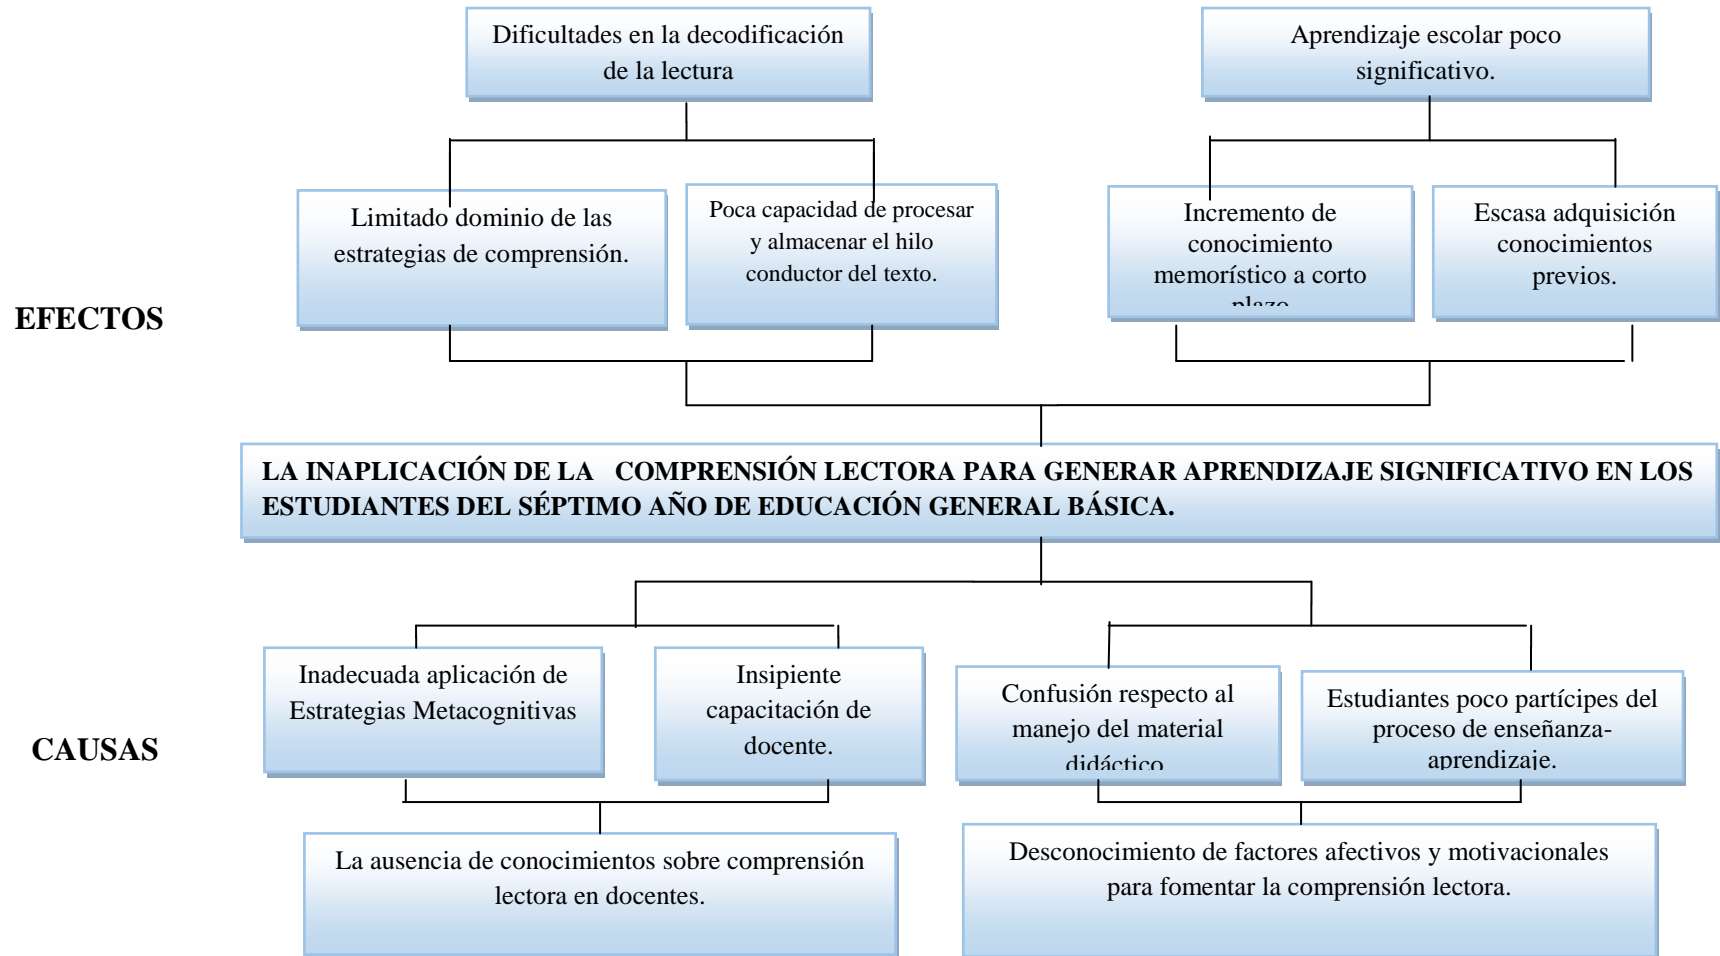 Dificultades en la decodificación
de la lectura
Aprendizaje escolar poco
significativo.
Limitado dominio de las
estrategias de comprensión.
Poca capacidad de procesar
y almacenar el hilo
conductor del texto.
Incremento de
conocimiento
memorístico a corto
plazo
Escasa adquisición
conocimientos
previos.
EFECTOS
LA INAPLICACIÓN DE LA COMPRENSIÓN LECTORA PARA GENERAR APRENDIZAJE SIGNIFICATIVO EN LOS
ESTUDIANTES DEL SÉPTIMO AÑO DE EDUCACIÓN GENERAL BÁSICA.
Inadecuada aplicación de
Estrategias Metacognitivas
Insipiente
capacitación de
docente.
Confusión respecto al
manejo del material
didáctico
Estudiantes poco partícipes del
proceso de enseñanza-
aprendizaje.
CAUSAS
La ausencia de conocimientos sobre comprensión
lectora en docentes.
Desconocimiento de factores afectivos y motivacionales
para fomentar la comprensión lectora.